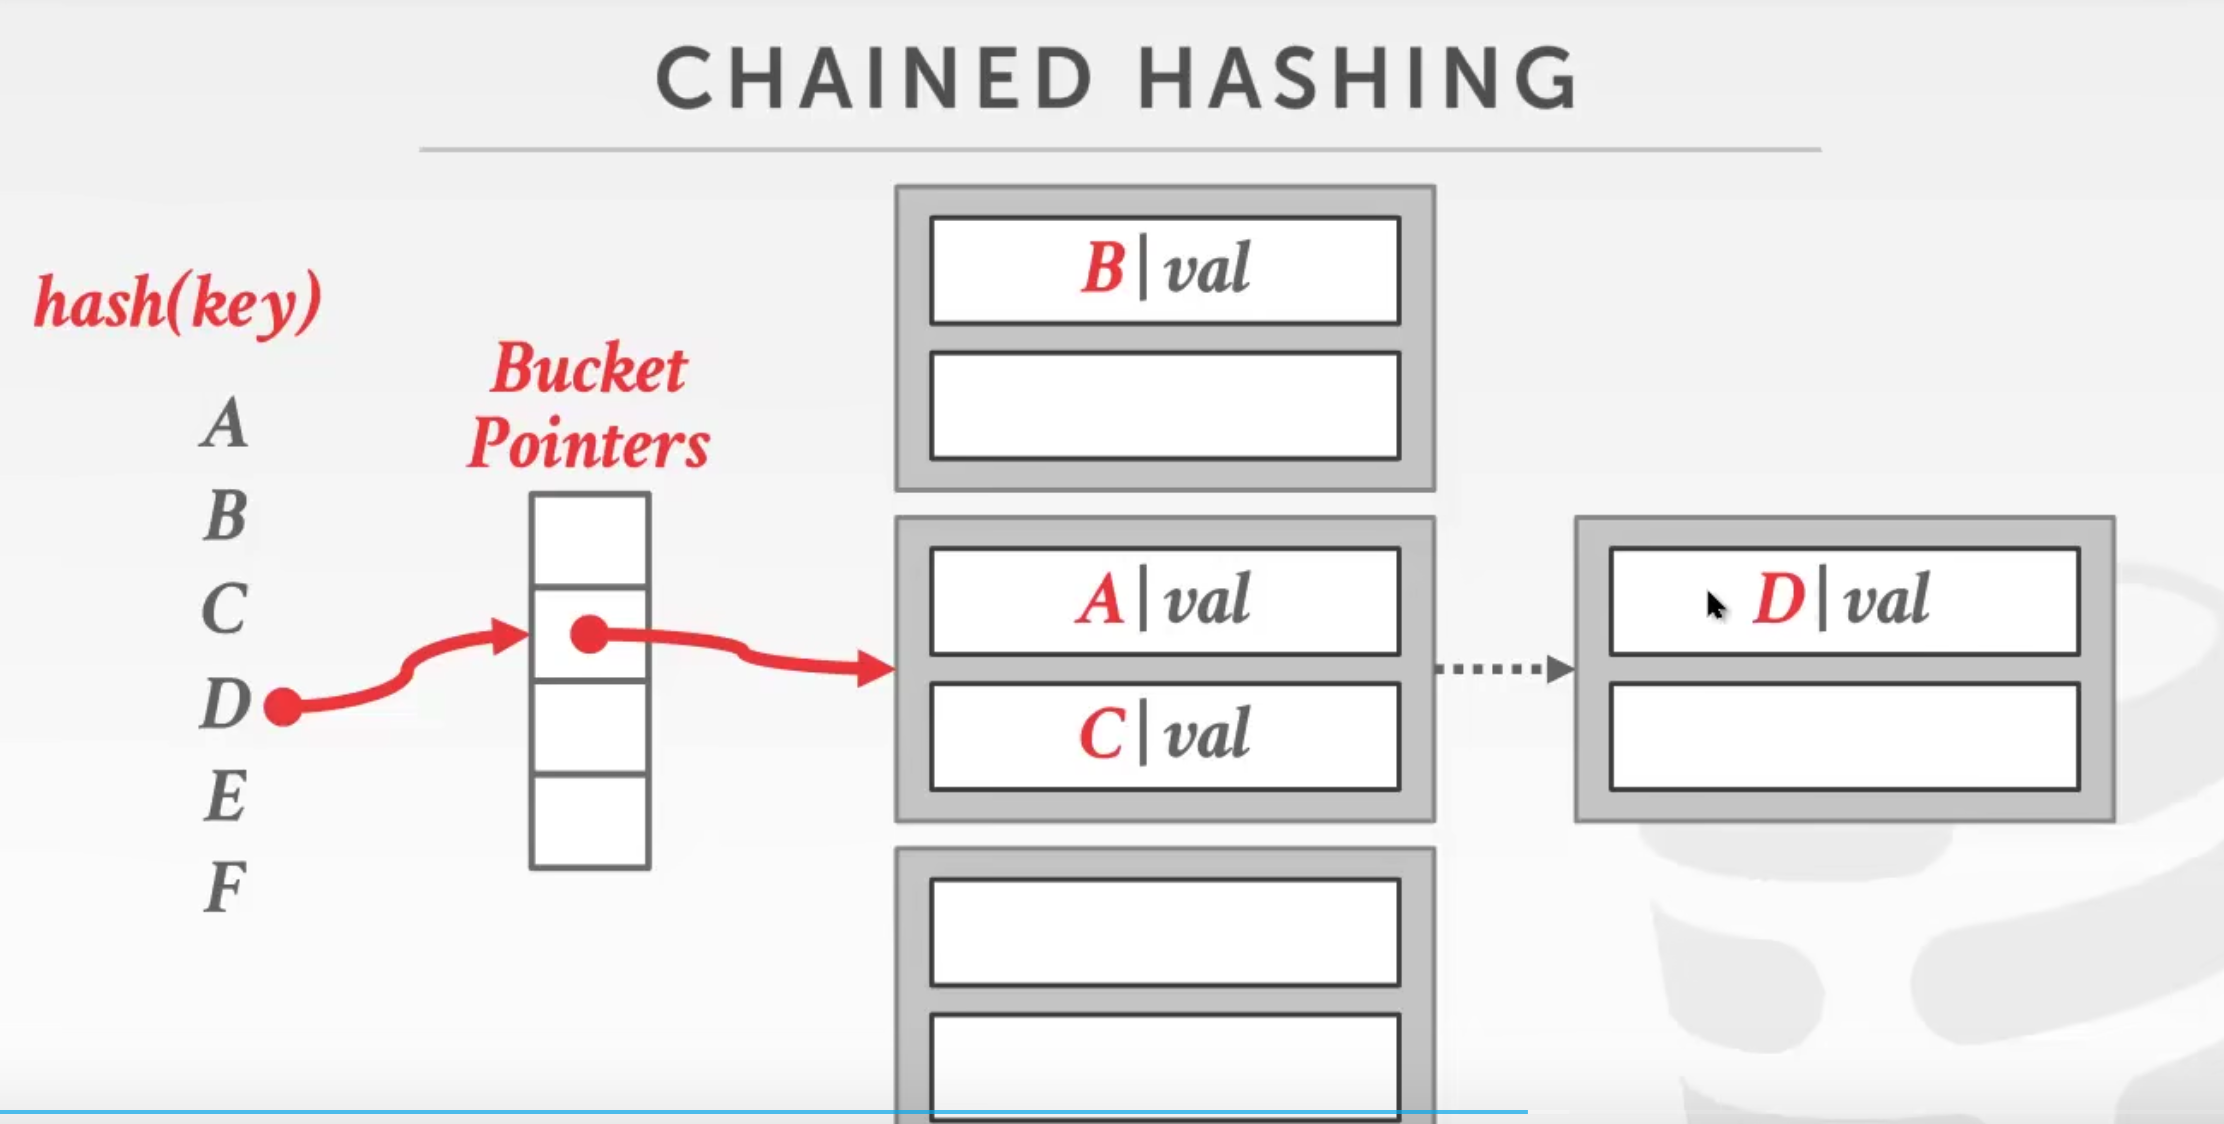 CHAINED HASHING
hash(key)
A
B
C
D
E
F
Bucket
Pointers
B|val
A|val
C|val
D|val